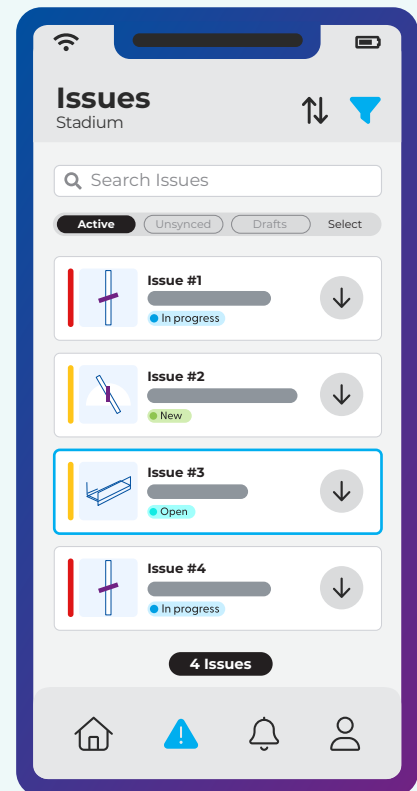 Issues
Stadium
Search Issues
Active Unsynced Drafts Select
Issue #1
In progress
Issue #2
New
Issue #3
Open
Issue #4
In progress
4 Issues